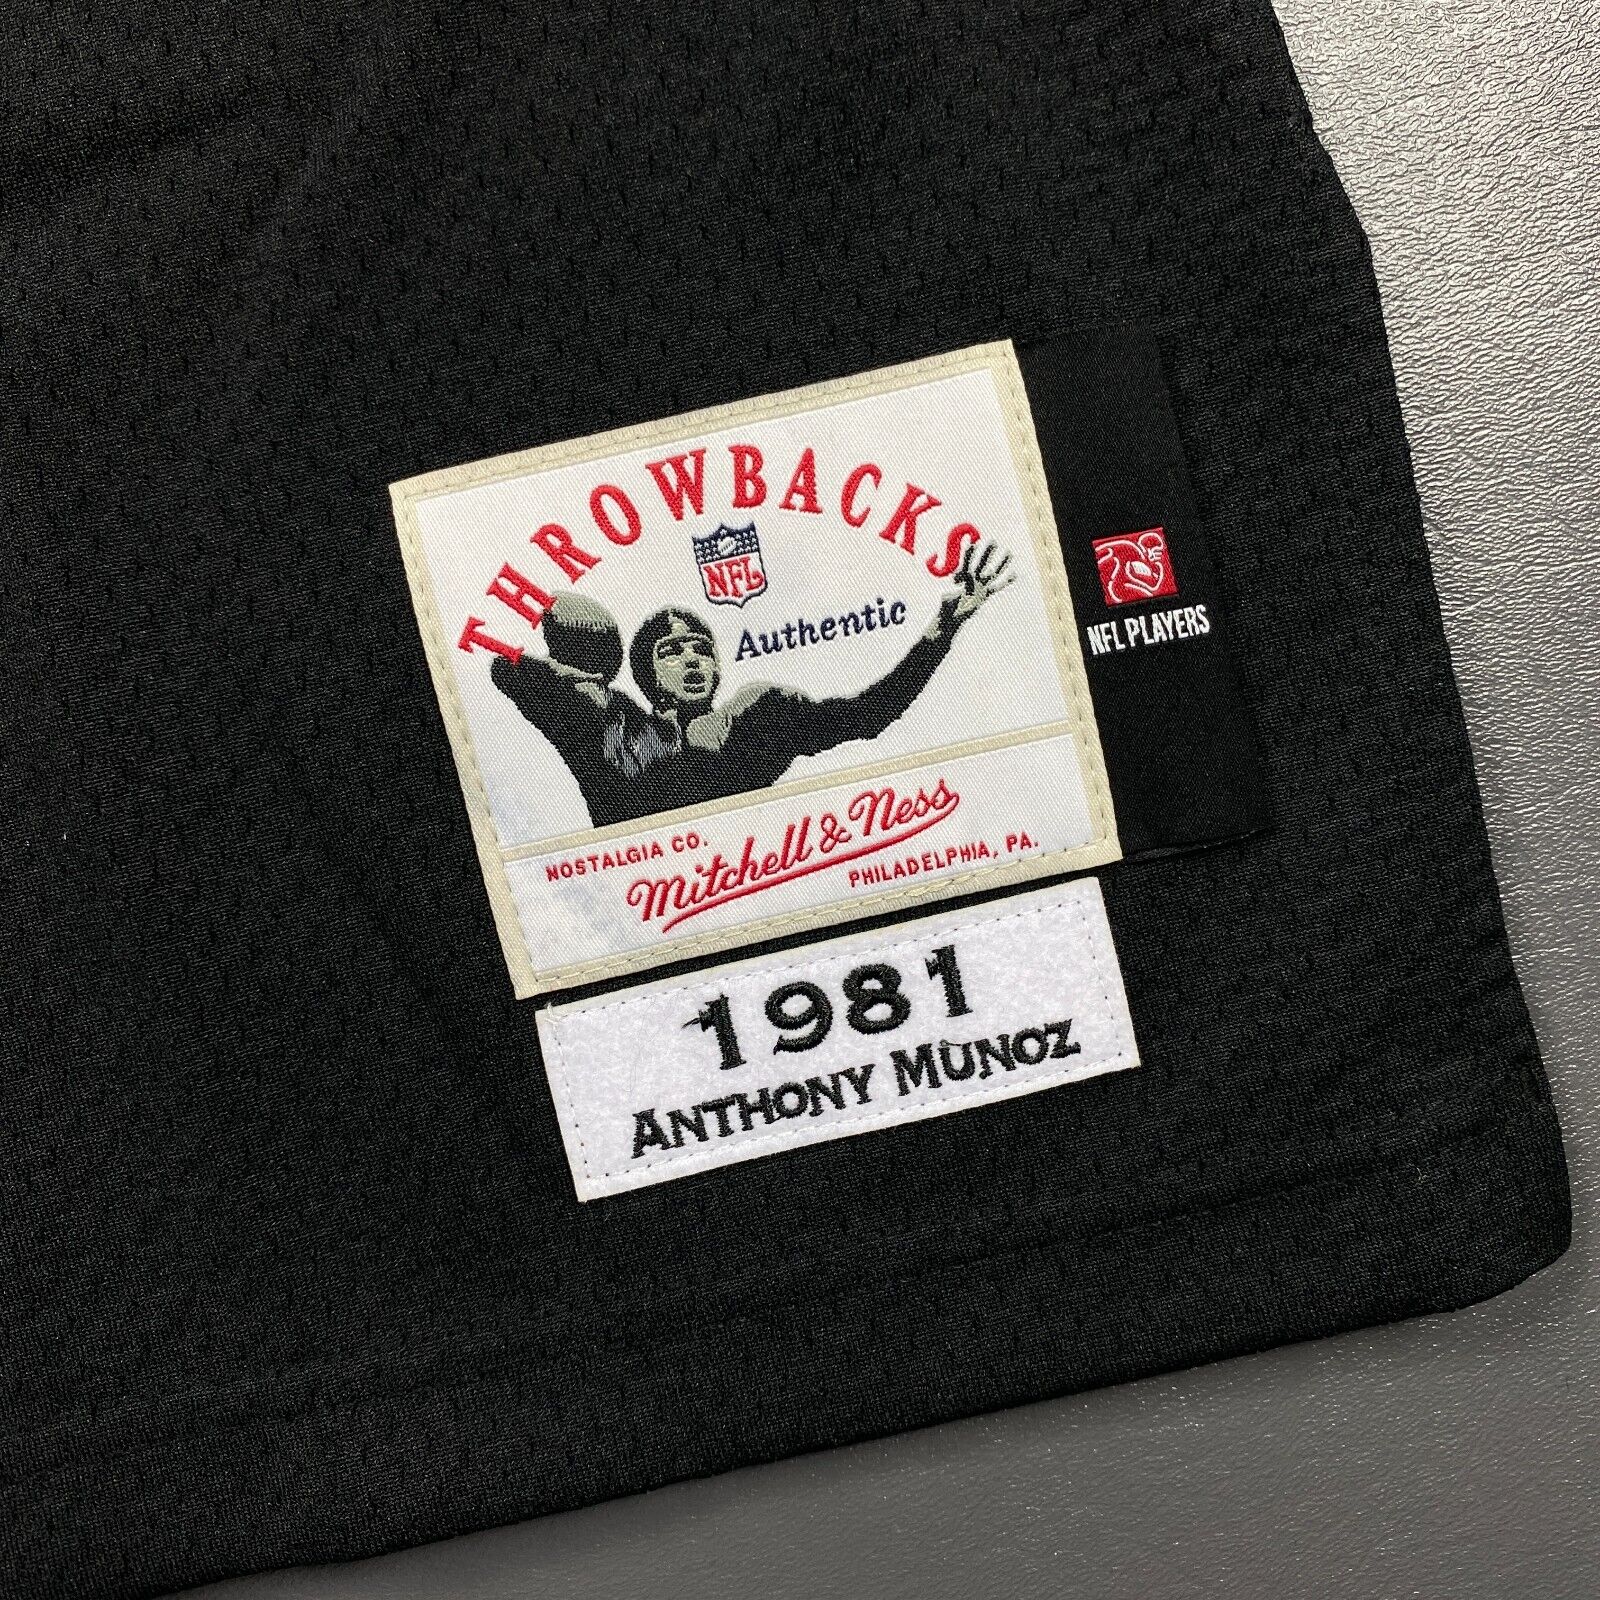 THROWBACKS
NFL
Authentic
NFL PLAYERS
NOSTALGIA CO.
Mitchell & Ness
PHILADELPHIA, PA.
1981
ANTHONY MUNOZ